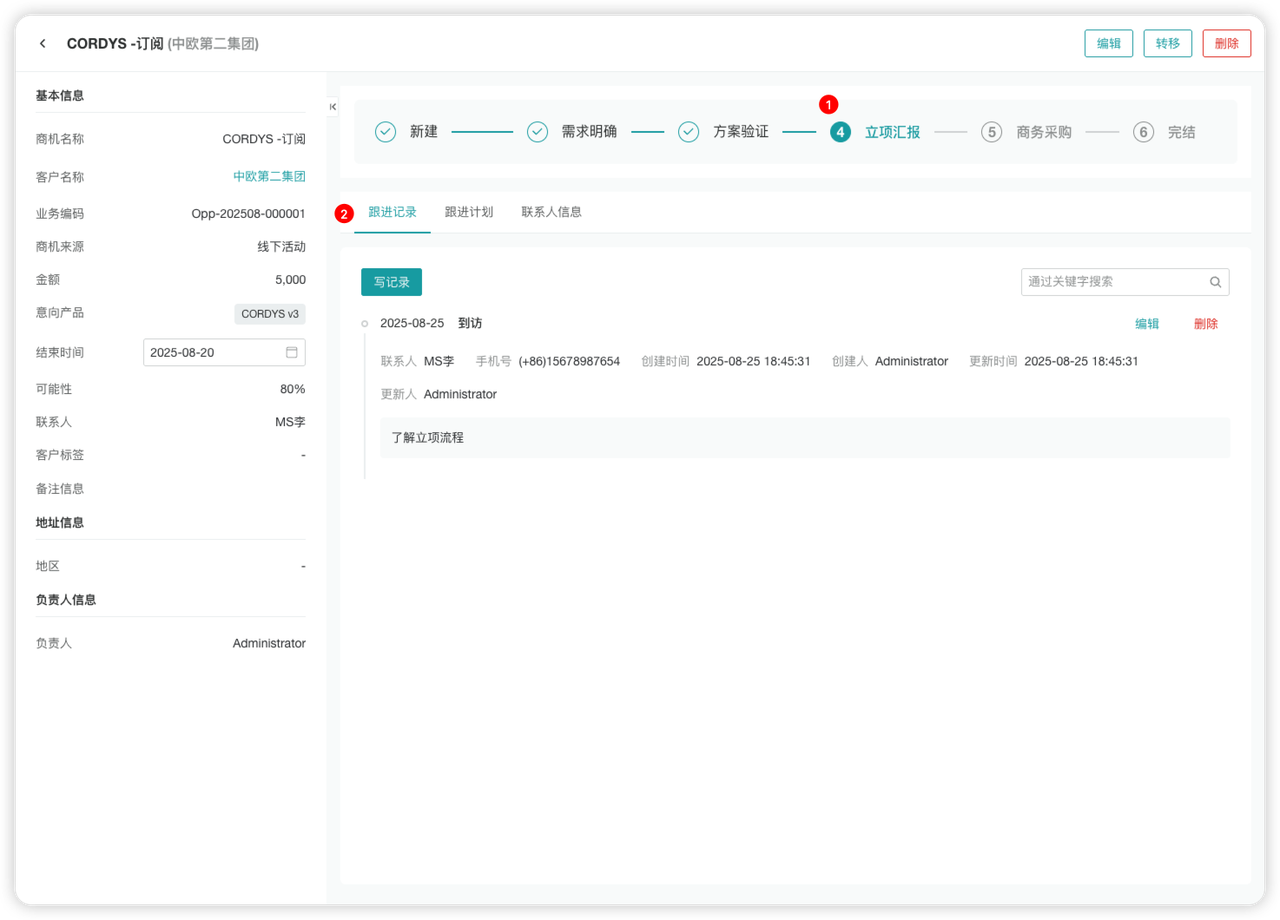 CORDYS -订阅 (中欧第二集团)
编辑 转移 删除
基本信息
商机名称 CORDYS -订阅
客户名称 中欧第二集团
业务编码 Opp-202508-000001
商机来源 线下活动
金额 5,000
意向产品 CORDYS v3
结束时间 2025-08-20
可能性 80%
联系人 MS李
客户标签 -
备注信息
地址信息
地区 -
负责人信息
负责人 Administrator
1
新建 需求明确 方案验证 4 立项汇报 5 商务采购 6 完结
2 跟进记录 跟进计划 联系人信息
写记录 通过关键字搜索
2025-08-25 到访 编辑 删除
联系人 MS李 手机号 (+86)15678987654 创建时间 2025-08-25 18:45:31 创建人 Administrator 更新时间 2025-08-25 18:45:31
更新人 Administrator
了解立项流程